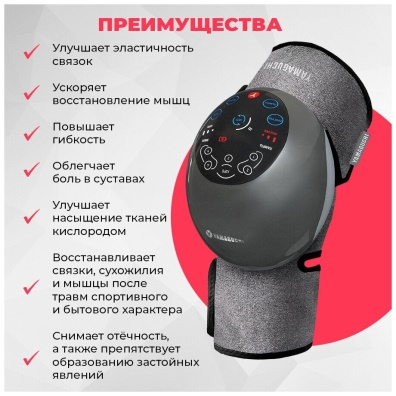 ПРЕИМУЩЕСТВА
Улучшает эластичность
связок
Ускоряет
восстановление мышц
Повышает
гибкость
Облегчает
боль в суставах
Улучшает
насыщение тканей
кислородом
Восстанавливает
связки, сухожилия
и мышцы после
травм спортивного
и бытового характера
Снимает отёчность,
а также препятствует
образованию застойных
явлений
YAMAGUCHI
YAMAGUCHI
YAMAGUCHI